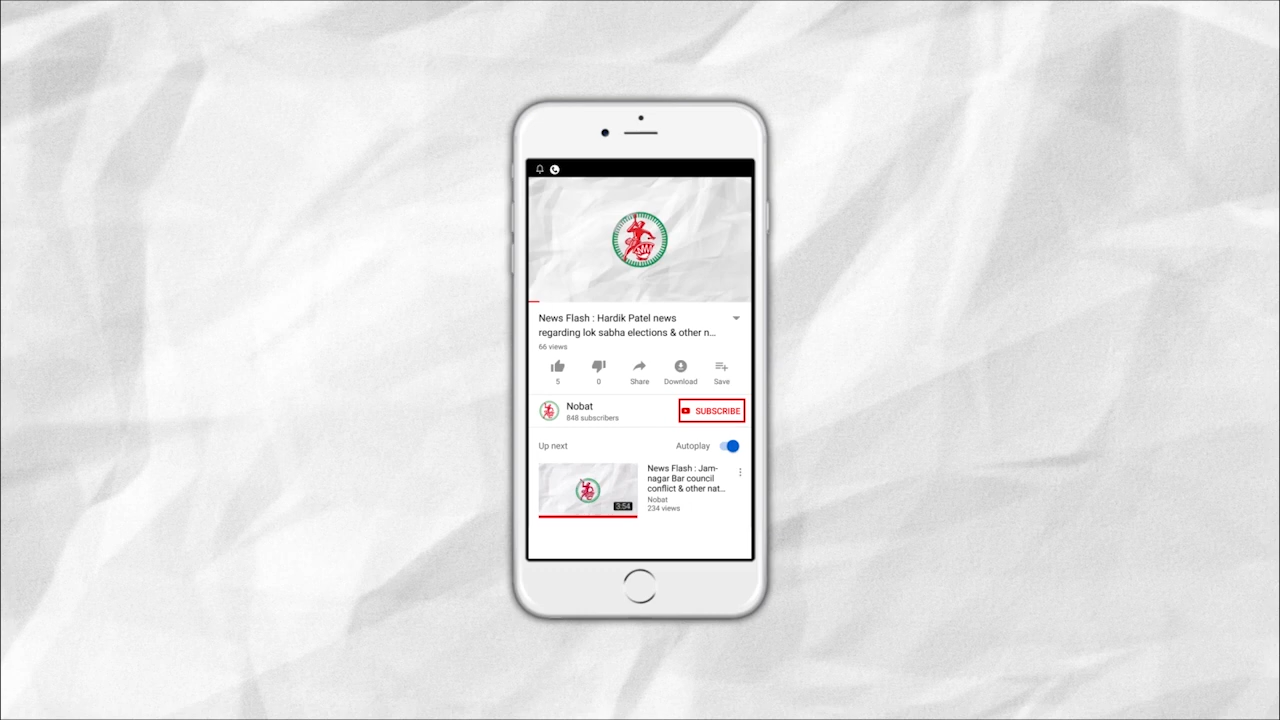 News Flash : Hardik Patel news
regarding lok sabha elections & other n...
66 views
5
0
Share
Download
Save
Nobat
848 subscribers
SUBSCRIBE
Up next
Autoplay
3:54
News Flash : Jam-
nagar Bar council
conflict & other nat...
Nobat
234 views